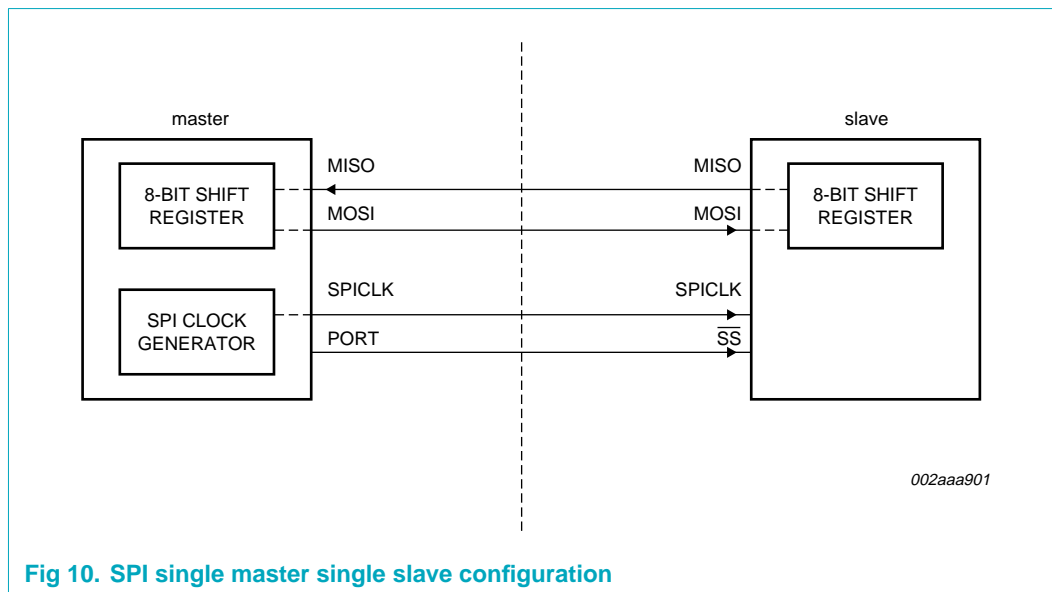 master
slave
8-BIT SHIFT
REGISTER
MISO
MISO
8-BIT SHIFT
REGISTER
MOSI
MOSI
SPI CLOCK
GENERATOR
SPICLK
SPICLK
PORT
S̅S̅
002aaa901
Fig 10. SPI single master single slave configuration